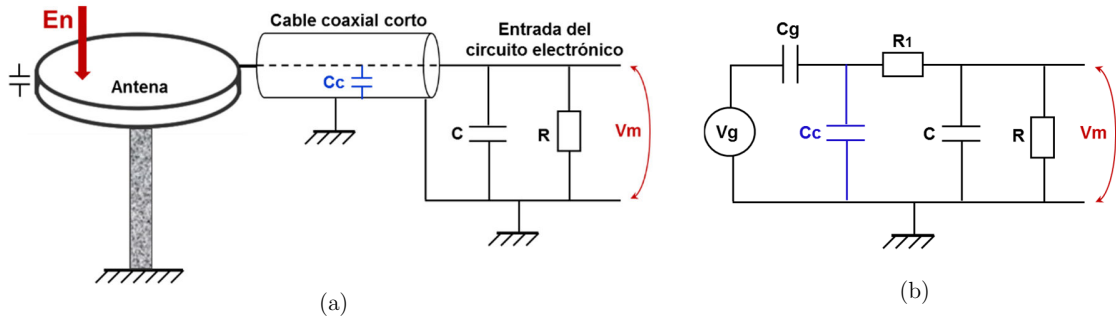 En
Antena
Cable coaxial corto
Cc
Entrada del
circuito electrónico
C
R
Vm
(a)
Cg
R1
Vg
Cc
C
R
Vm
(b)